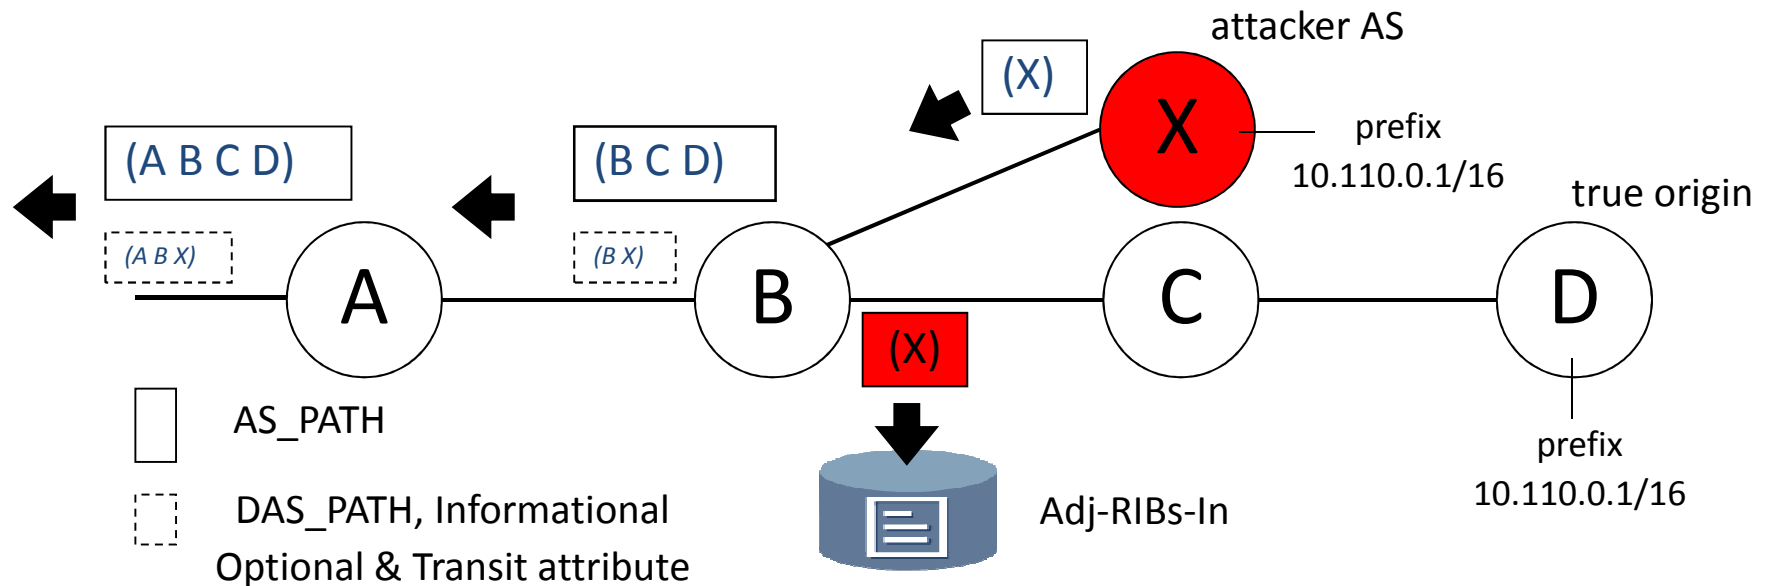 attacker AS
(X)
X
prefix
10.110.0.1/16
(A B C D)
(B C D)
true origin
(A B X)
(B X)
A
B
C
D
(X)
AS_PATH
prefix
10.110.0.1/16
DAS_PATH, Informational
Optional & Transit attribute
Adj-RIBs-In